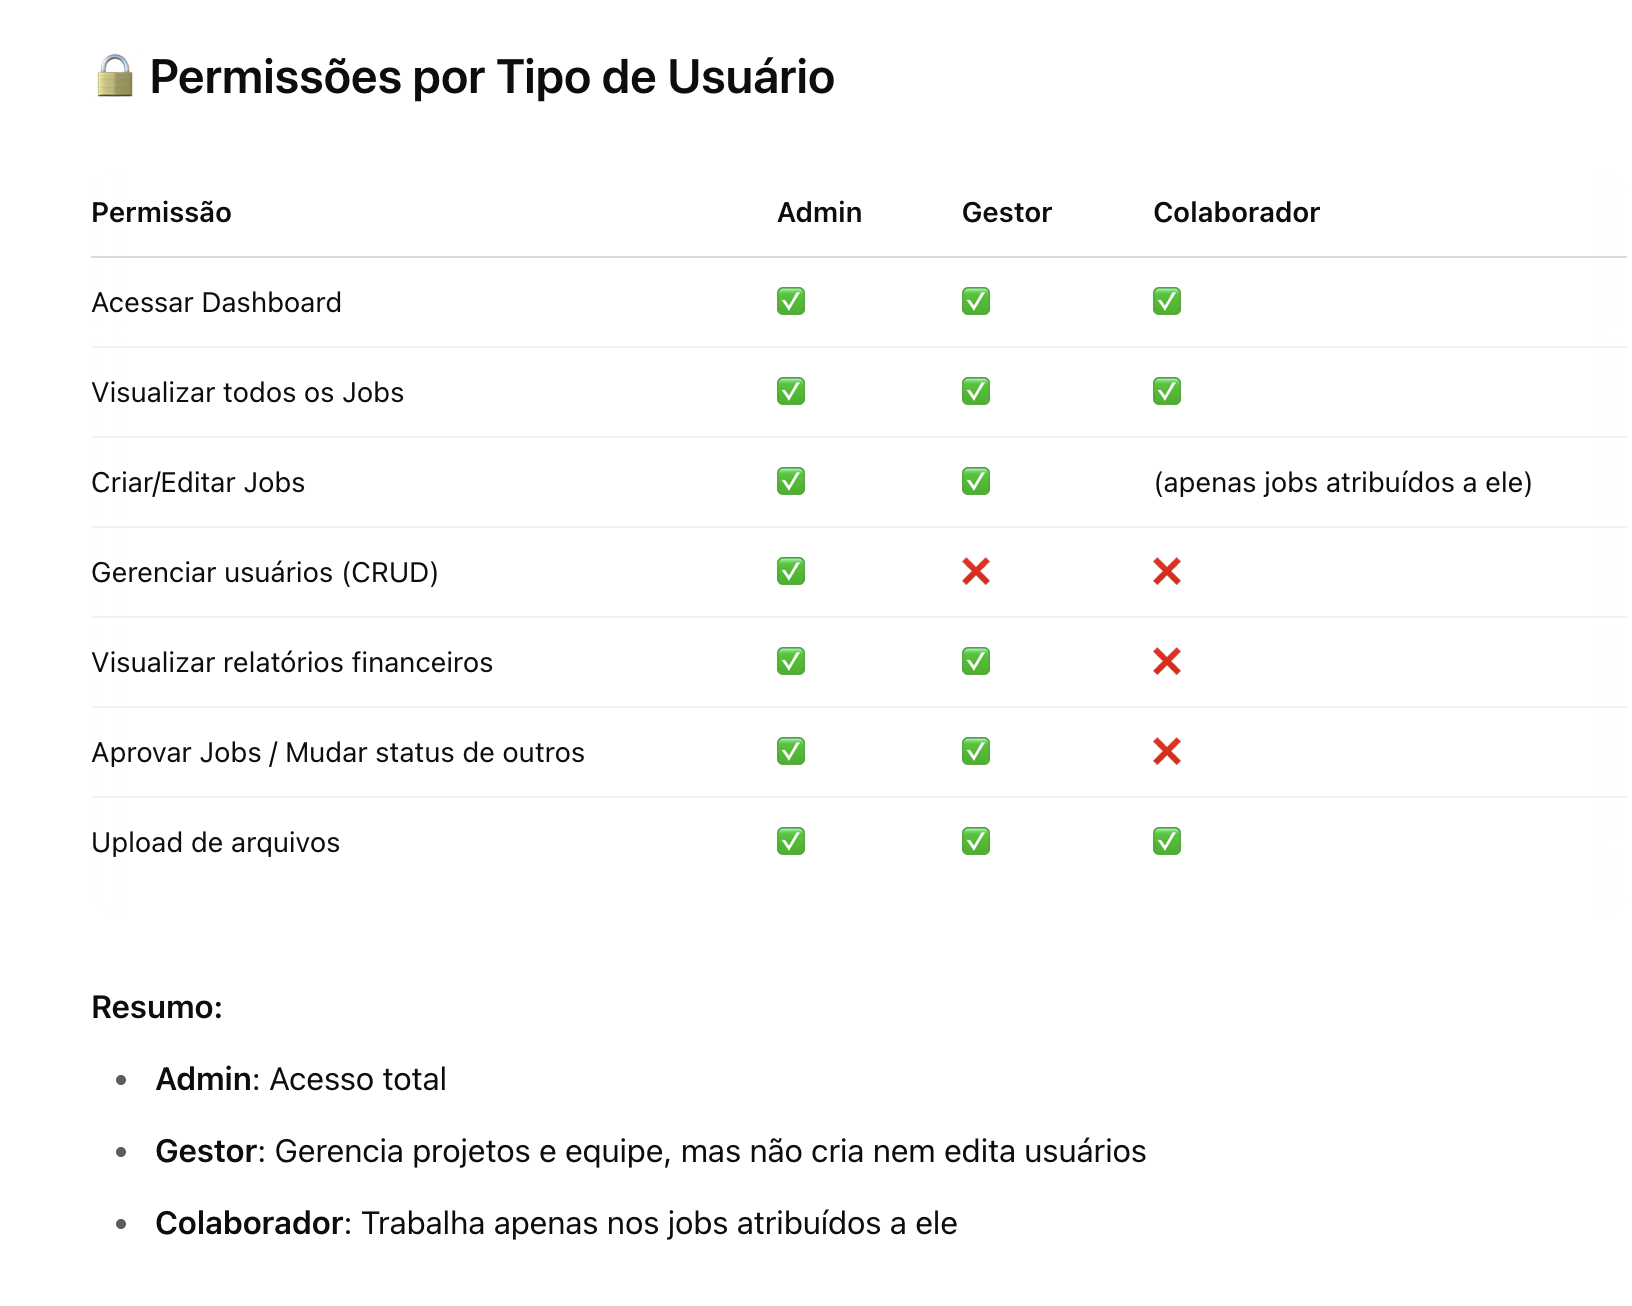 🔒 Permissões por Tipo de Usuário
Permissão Admin Gestor Colaborador
Acessar Dashboard ✅ ✅ ✅
Visualizar todos os Jobs ✅ ✅ ✅
Criar/Editar Jobs ✅ ✅ (apenas jobs atribuídos a ele)
Gerenciar usuários (CRUD) ✅ ❌ ❌
Visualizar relatórios financeiros ✅ ✅ ❌
Aprovar Jobs / Mudar status de outros ✅ ✅ ❌
Upload de arquivos ✅ ✅ ✅
Resumo:
• Admin: Acesso total
• Gestor: Gerencia projetos e equipe, mas não cria nem edita usuários
• Colaborador: Trabalha apenas nos jobs atribuídos a ele